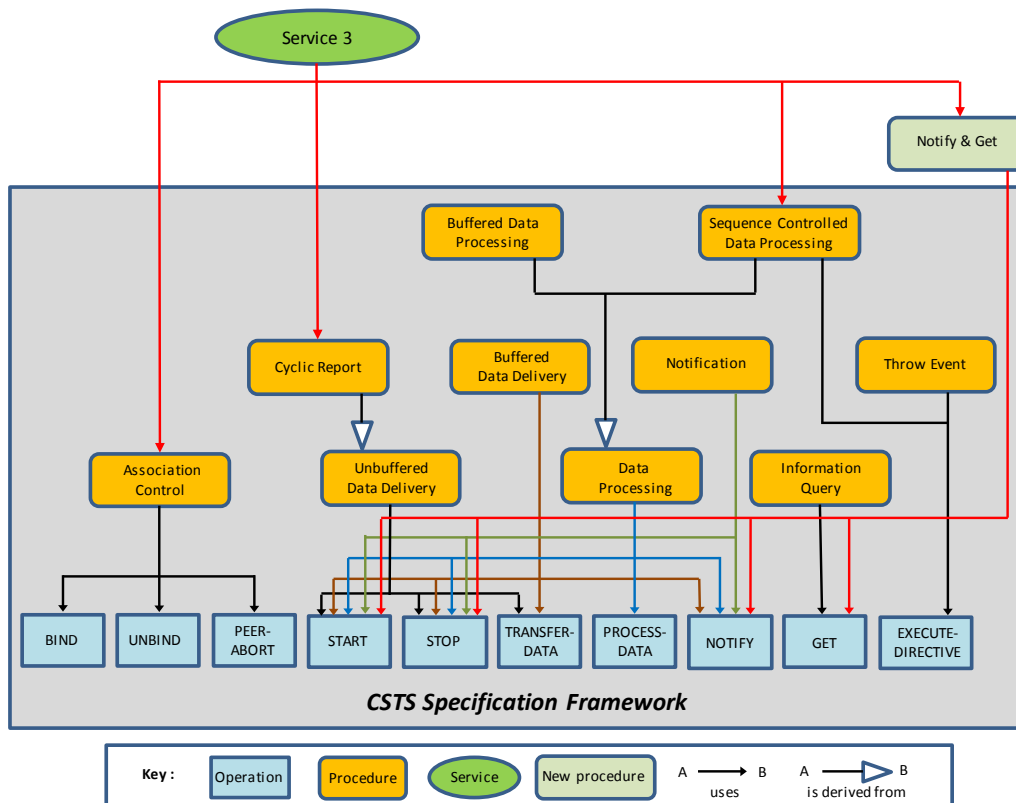 Service 3
Notify & Get
Buffered Data
Processing
Sequence Controlled
Data Processing
Cyclic Report
Buffered
Data Delivery
Notification
Throw Event
Association
Control
Unbuffered
Data Delivery
Data
Processing
Information
Query
BIND
UNBIND
PEER-
ABORT
START
STOP
TRANSFER-
DATA
PROCESS-
DATA
NOTIFY
GET
EXECUTE-
DIRECTIVE
CSTS Specification Framework
Key :
Operation
Procedure
Service
New procedure
A
B
uses
A
B
is derived from